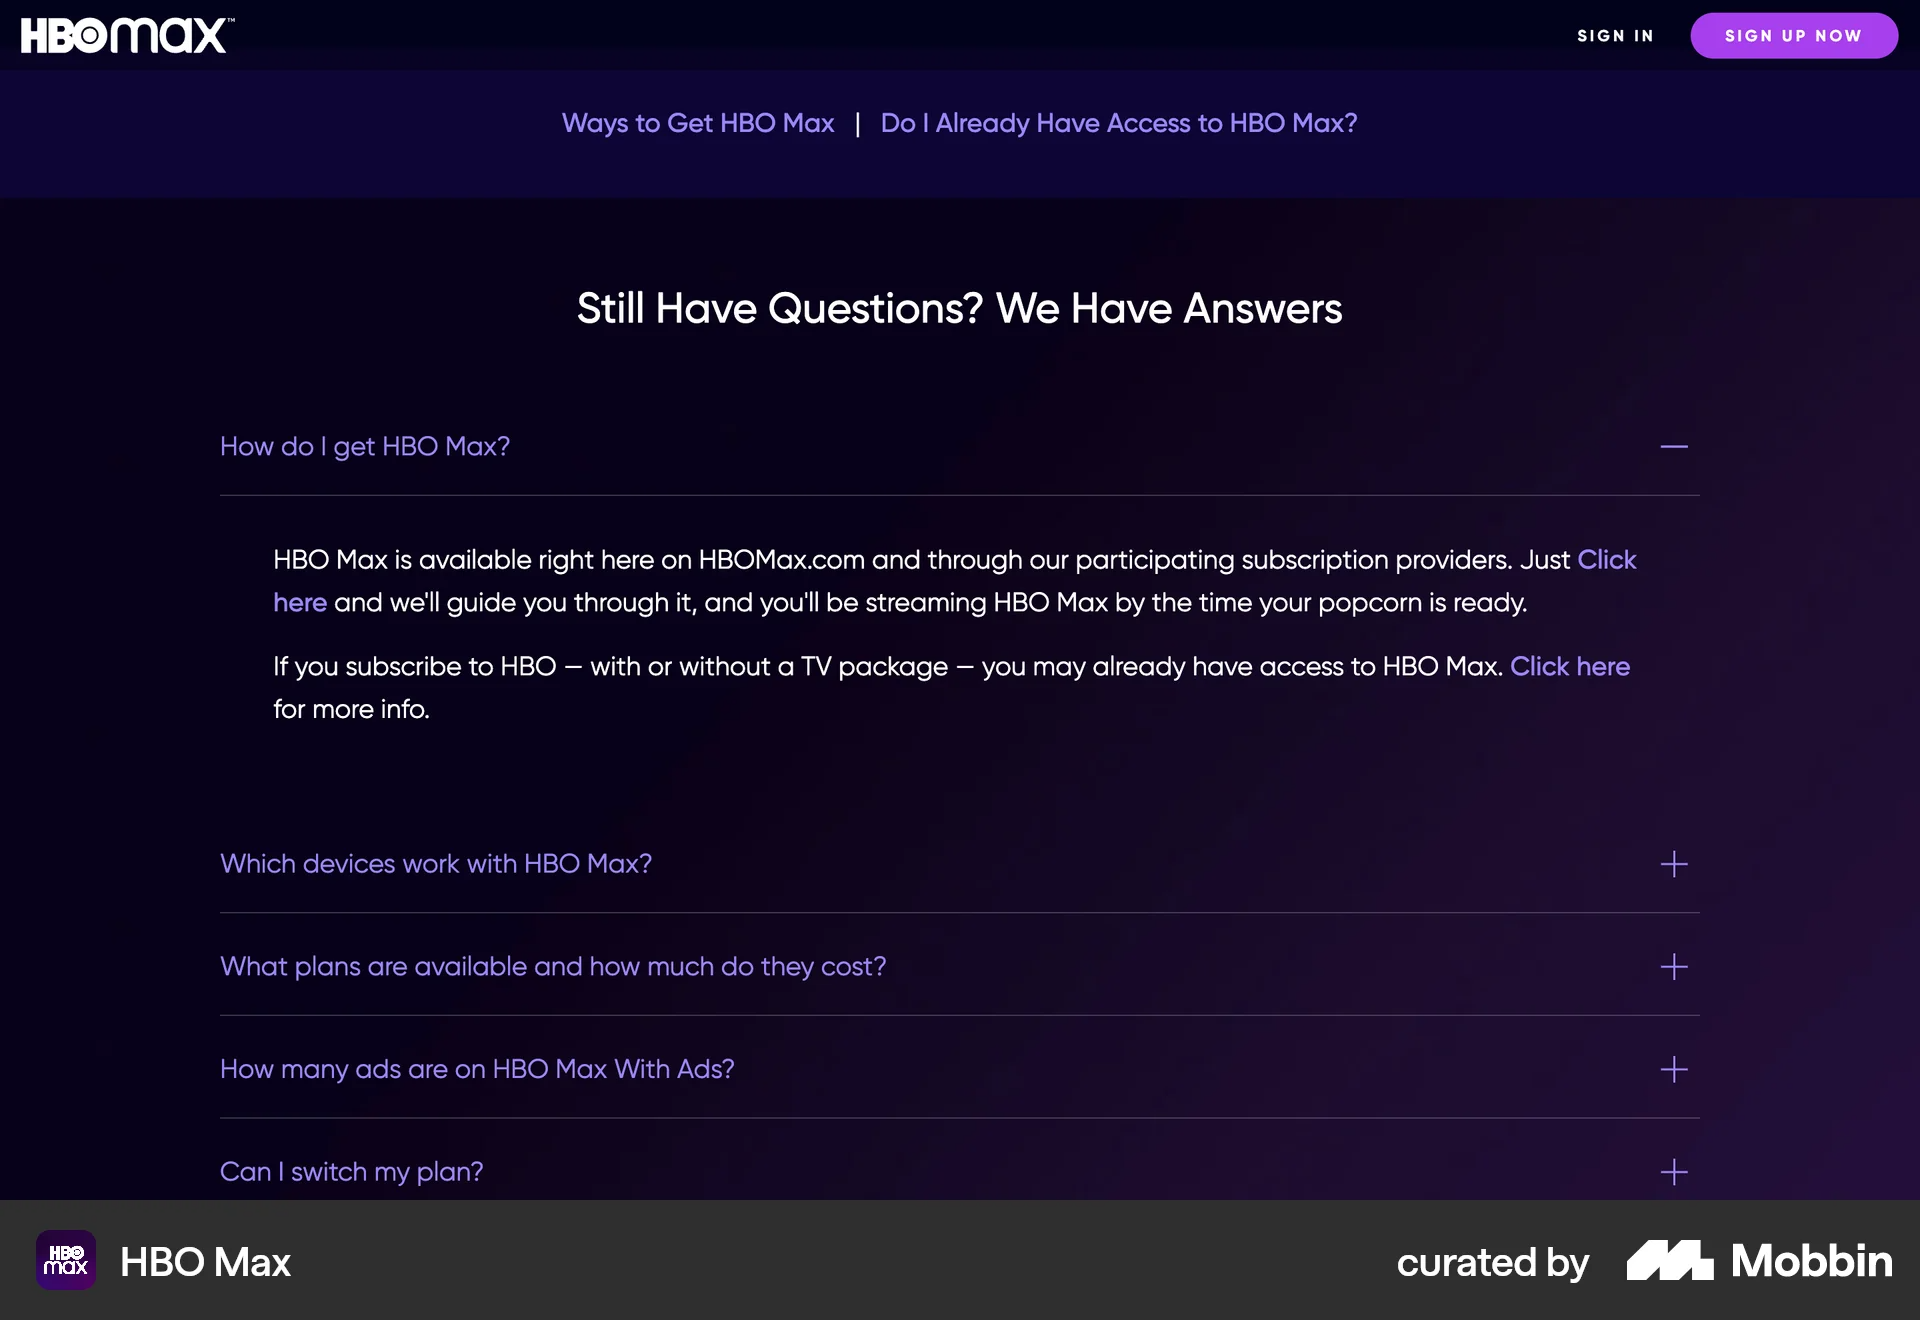 HBOmax™
SIGN IN
SIGN UP NOW
Ways to Get HBO Max | Do I Already Have Access to HBO Max?
Still Have Questions? We Have Answers
How do I get HBO Max?
HBO Max is available right here on HBOMax.com and through our participating subscription providers. Just Click
here and we'll guide you through it, and you'll be streaming HBO Max by the time your popcorn is ready.
If you subscribe to HBO — with or without a TV package — you may already have access to HBO Max. Click here
for more info.
Which devices work with HBO Max?
What plans are available and how much do they cost?
How many ads are on HBO Max With Ads?
Can I switch my plan?
HBO
max
HBO Max
curated by
Mobbin